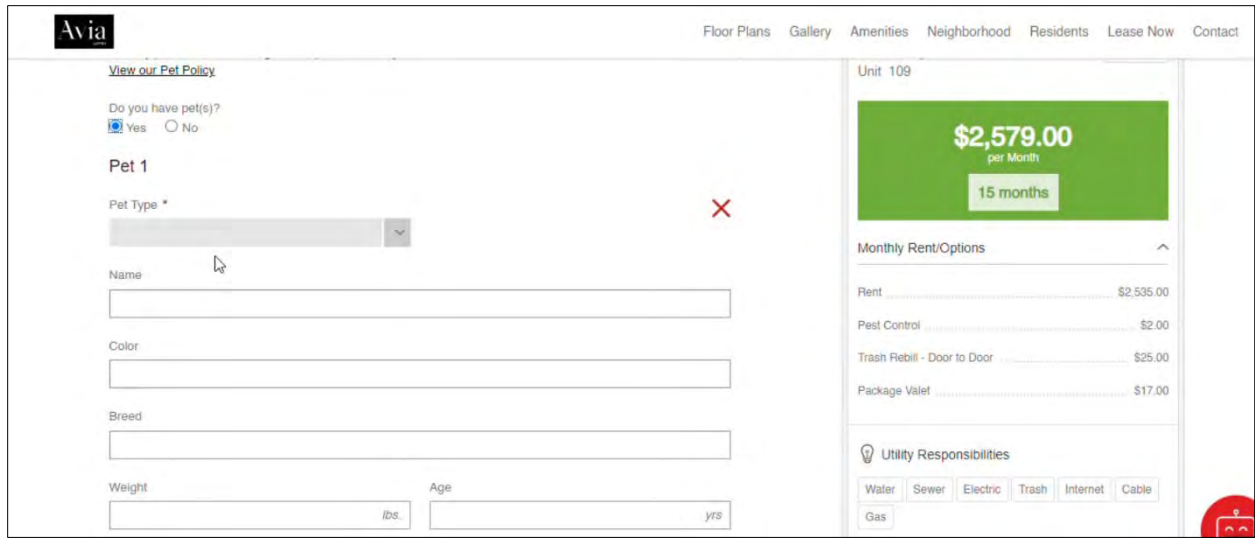 Avia
Floor Plans Gallery Amenities Neighborhood Residents Lease Now Contact
View our Pet Policy
Do you have pet(s)?
Yes No
Pet 1
Pet Type *
Name
Color
Breed
Weight Age
lbs. yrs
Unit 109
$2,579.00
per Month
15 months
Monthly Rent/Options
Rent $2,535.00
Pest Control $2.00
Trash Rebill - Door to Door $25.00
Package Valet $17.00
Utility Responsibilities
Water Sewer Electric Trash Internet Cable
Gas